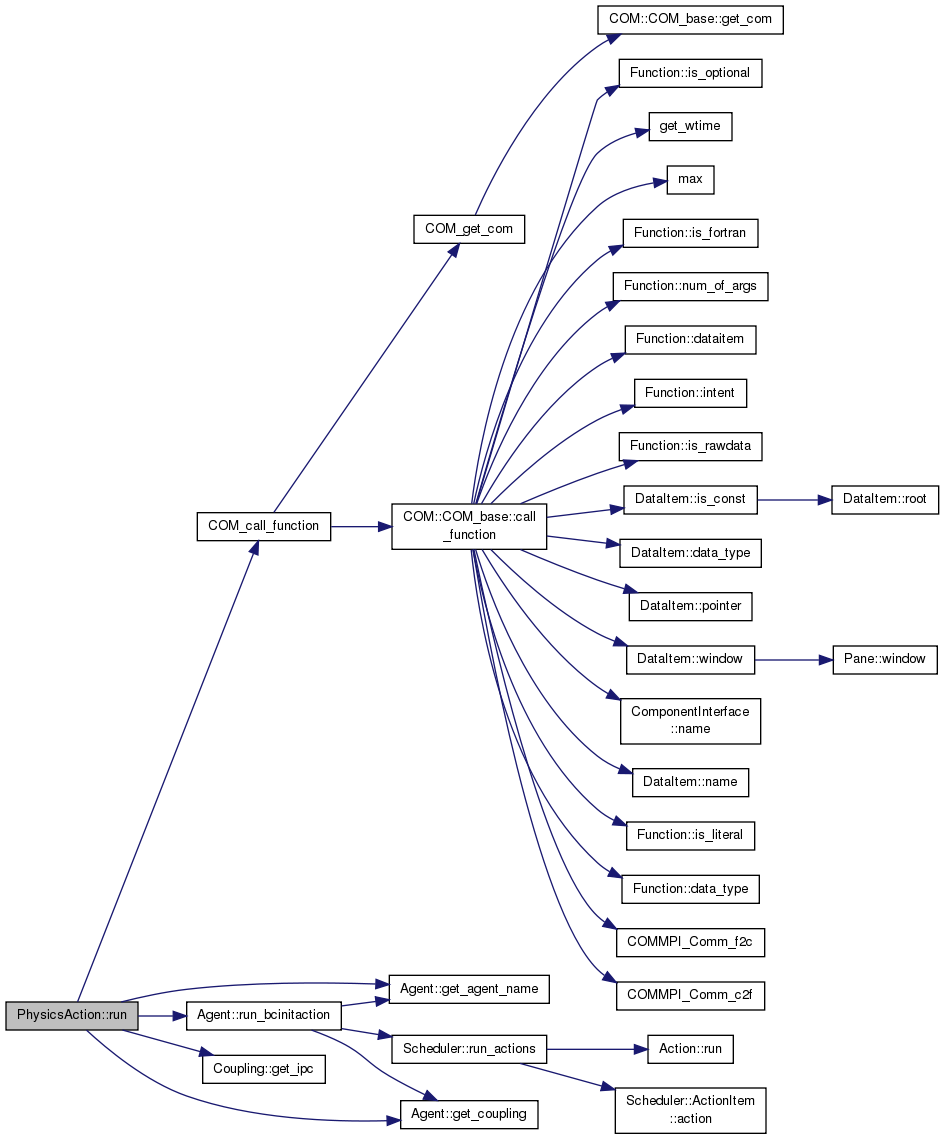 COM::COM_base::get_com
Function::is_optional
get_wtime
max
COM_get_com
Function::is_fortran
Function::num_of_args
Function::dataitem
Function::intent
Function::is_rawdata
DataItem::is_const
DataItem::root
COM_call_function
COM::COM_base::call
_function
DataItem::data_type
DataItem::pointer
DataItem::window
Pane::window
ComponentInterface
::name
DataItem::name
Function::is_literal
Function::data_type
COMMPI_Comm_f2c
COMMPI_Comm_c2f
Agent::get_agent_name
PhysicsAction::run
Agent::run_bcinitaction
Scheduler::run_actions
Action::run
Coupling::get_ipc
Agent::get_coupling
Scheduler::ActionItem
::action